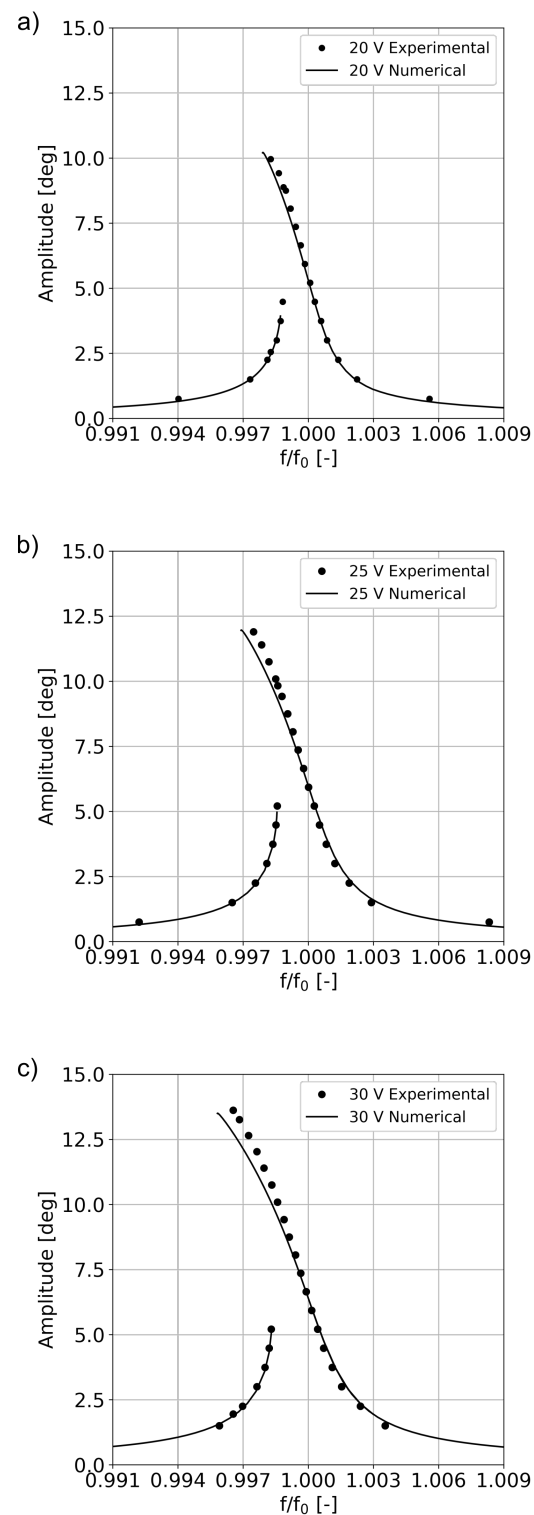 a)
15.0
12.5
10.0
7.5
5.0
2.5
0.0
Amplitude [deg]
20 V Experimental
20 V Numerical
0.991 0.994 0.997 1.000 1.003 1.006 1.009
f/f0 [-]
b)
15.0
12.5
10.0
7.5
5.0
2.5
0.0
Amplitude [deg]
25 V Experimental
25 V Numerical
0.991 0.994 0.997 1.000 1.003 1.006 1.009
f/f0 [-]
c)
15.0
12.5
10.0
7.5
5.0
2.5
0.0
Amplitude [deg]
30 V Experimental
30 V Numerical
0.991 0.994 0.997 1.000 1.003 1.006 1.009
f/f0 [-]